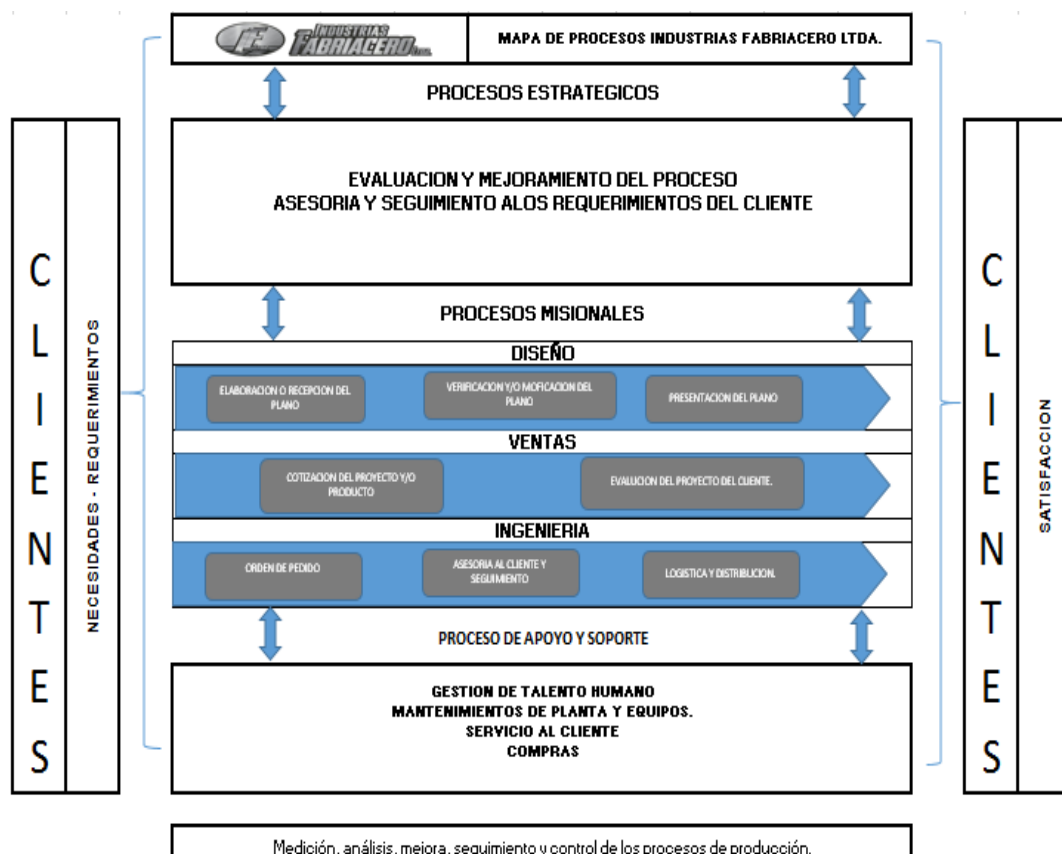 INDUSTRIAS
FABRIACERO Ltda.
MAPA DE PROCESOS INDUSTRIAS FABRIACERO LTDA.
PROCESOS ESTRATEGICOS
EVALUACION Y MEJORAMIENTO DEL PROCESO
ASESORIA Y SEGUIMIENTO ALOS REQUERIMIENTOS DEL CLIENTE
CLIENTES
NECESIDADES - REQUERIMIENTOS
PROCESOS MISIONALES
DISEÑO
ELABORACION O RECEPCION DEL
PLANO
VERIFICACION Y/O MOFICACION DEL
PLANO
PRESENTACION DEL PLANO
VENTAS
COTIZACION DEL PROYECTO Y/O
PRODUCTO
EVALUCION DEL PROYECTO DEL CLIENTE.
INGENIERIA
ORDEN DE PEDIDO
ASESORIA AL CLIENTE Y
SEGUIMIENTO
LOGISTICA Y DISTRIBUCION.
PROCESO DE APOYO Y SOPORTE
GESTION DE TALENTO HUMANO
MANTENIMIENTOS DE PLANTA Y EQUIPOS.
SERVICIO AL CLIENTE
COMPRAS
CLIENTES
SATISFACCION
Medición, análisis, mejora, seguimiento y control de los procesos de producción.